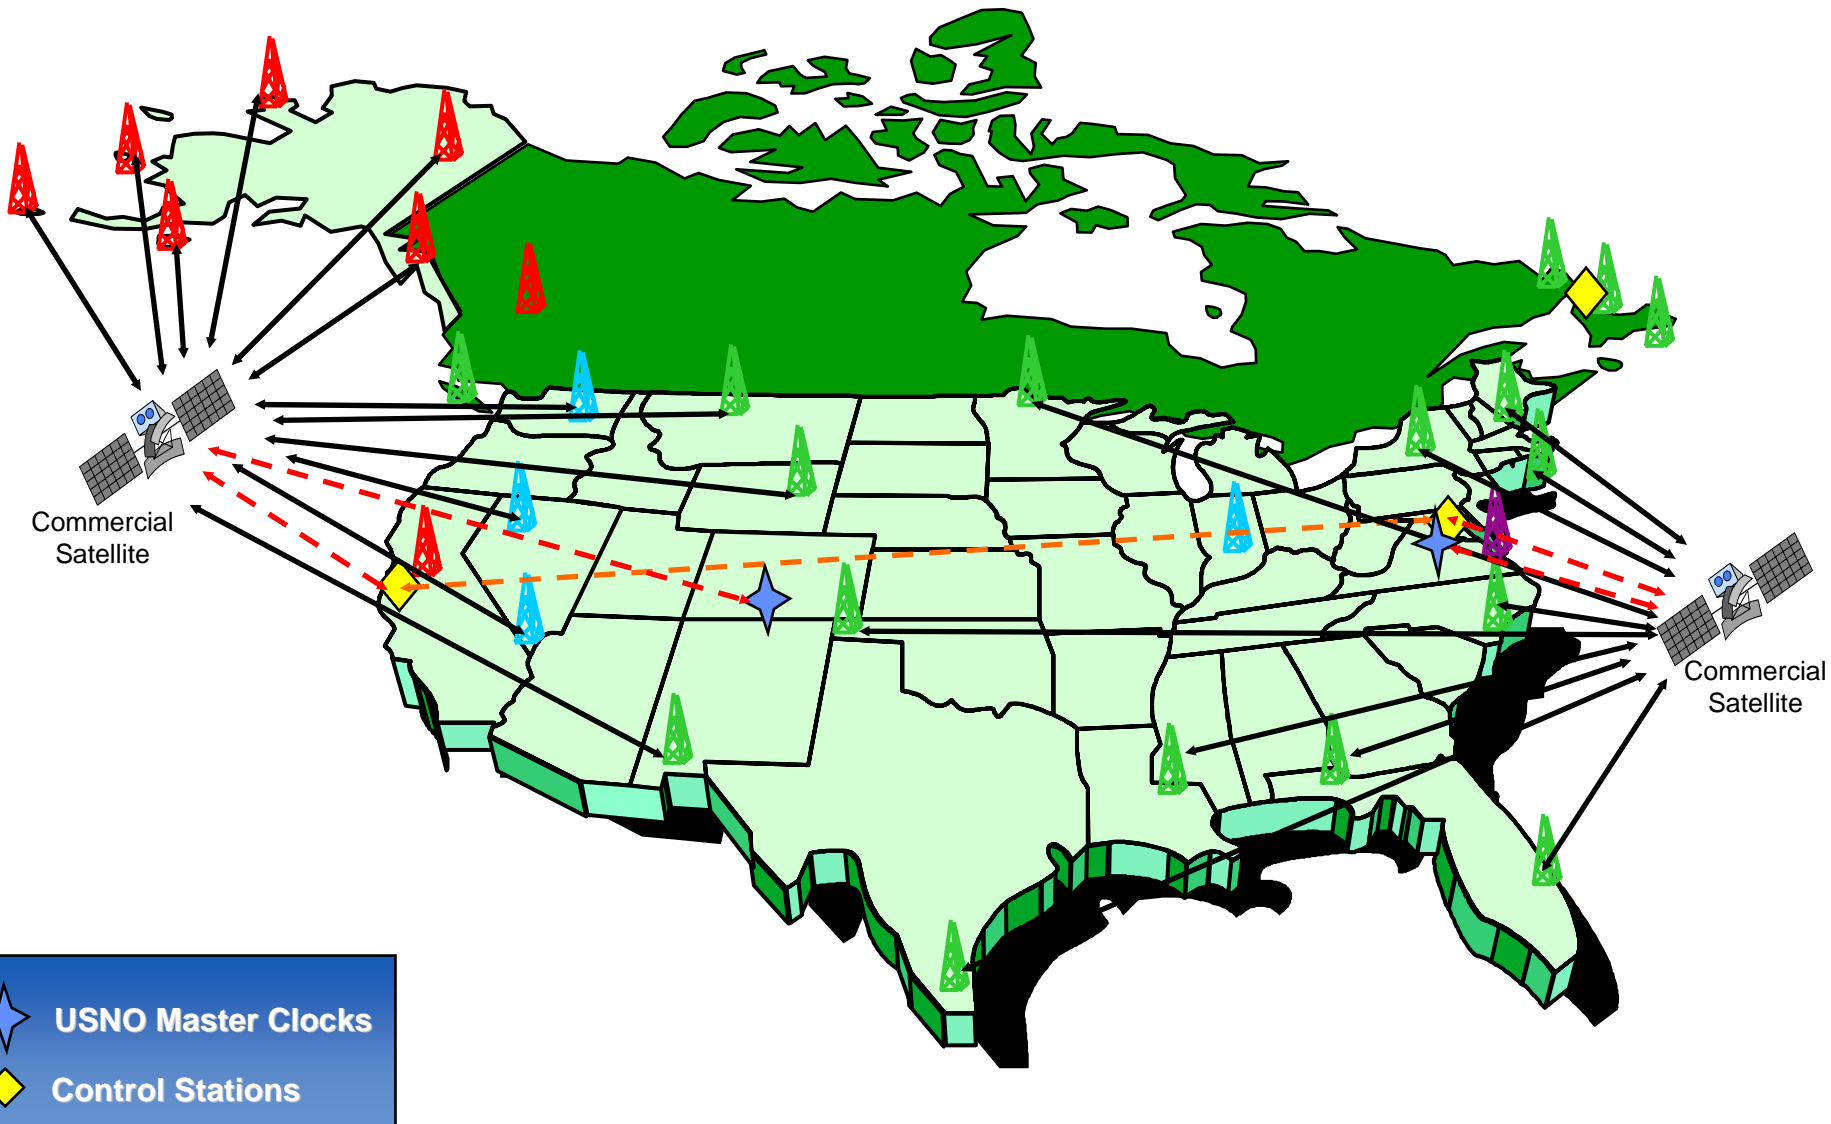 Commercial
Satellite
Commercial
Satellite
USNO Master Clocks
Control Stations